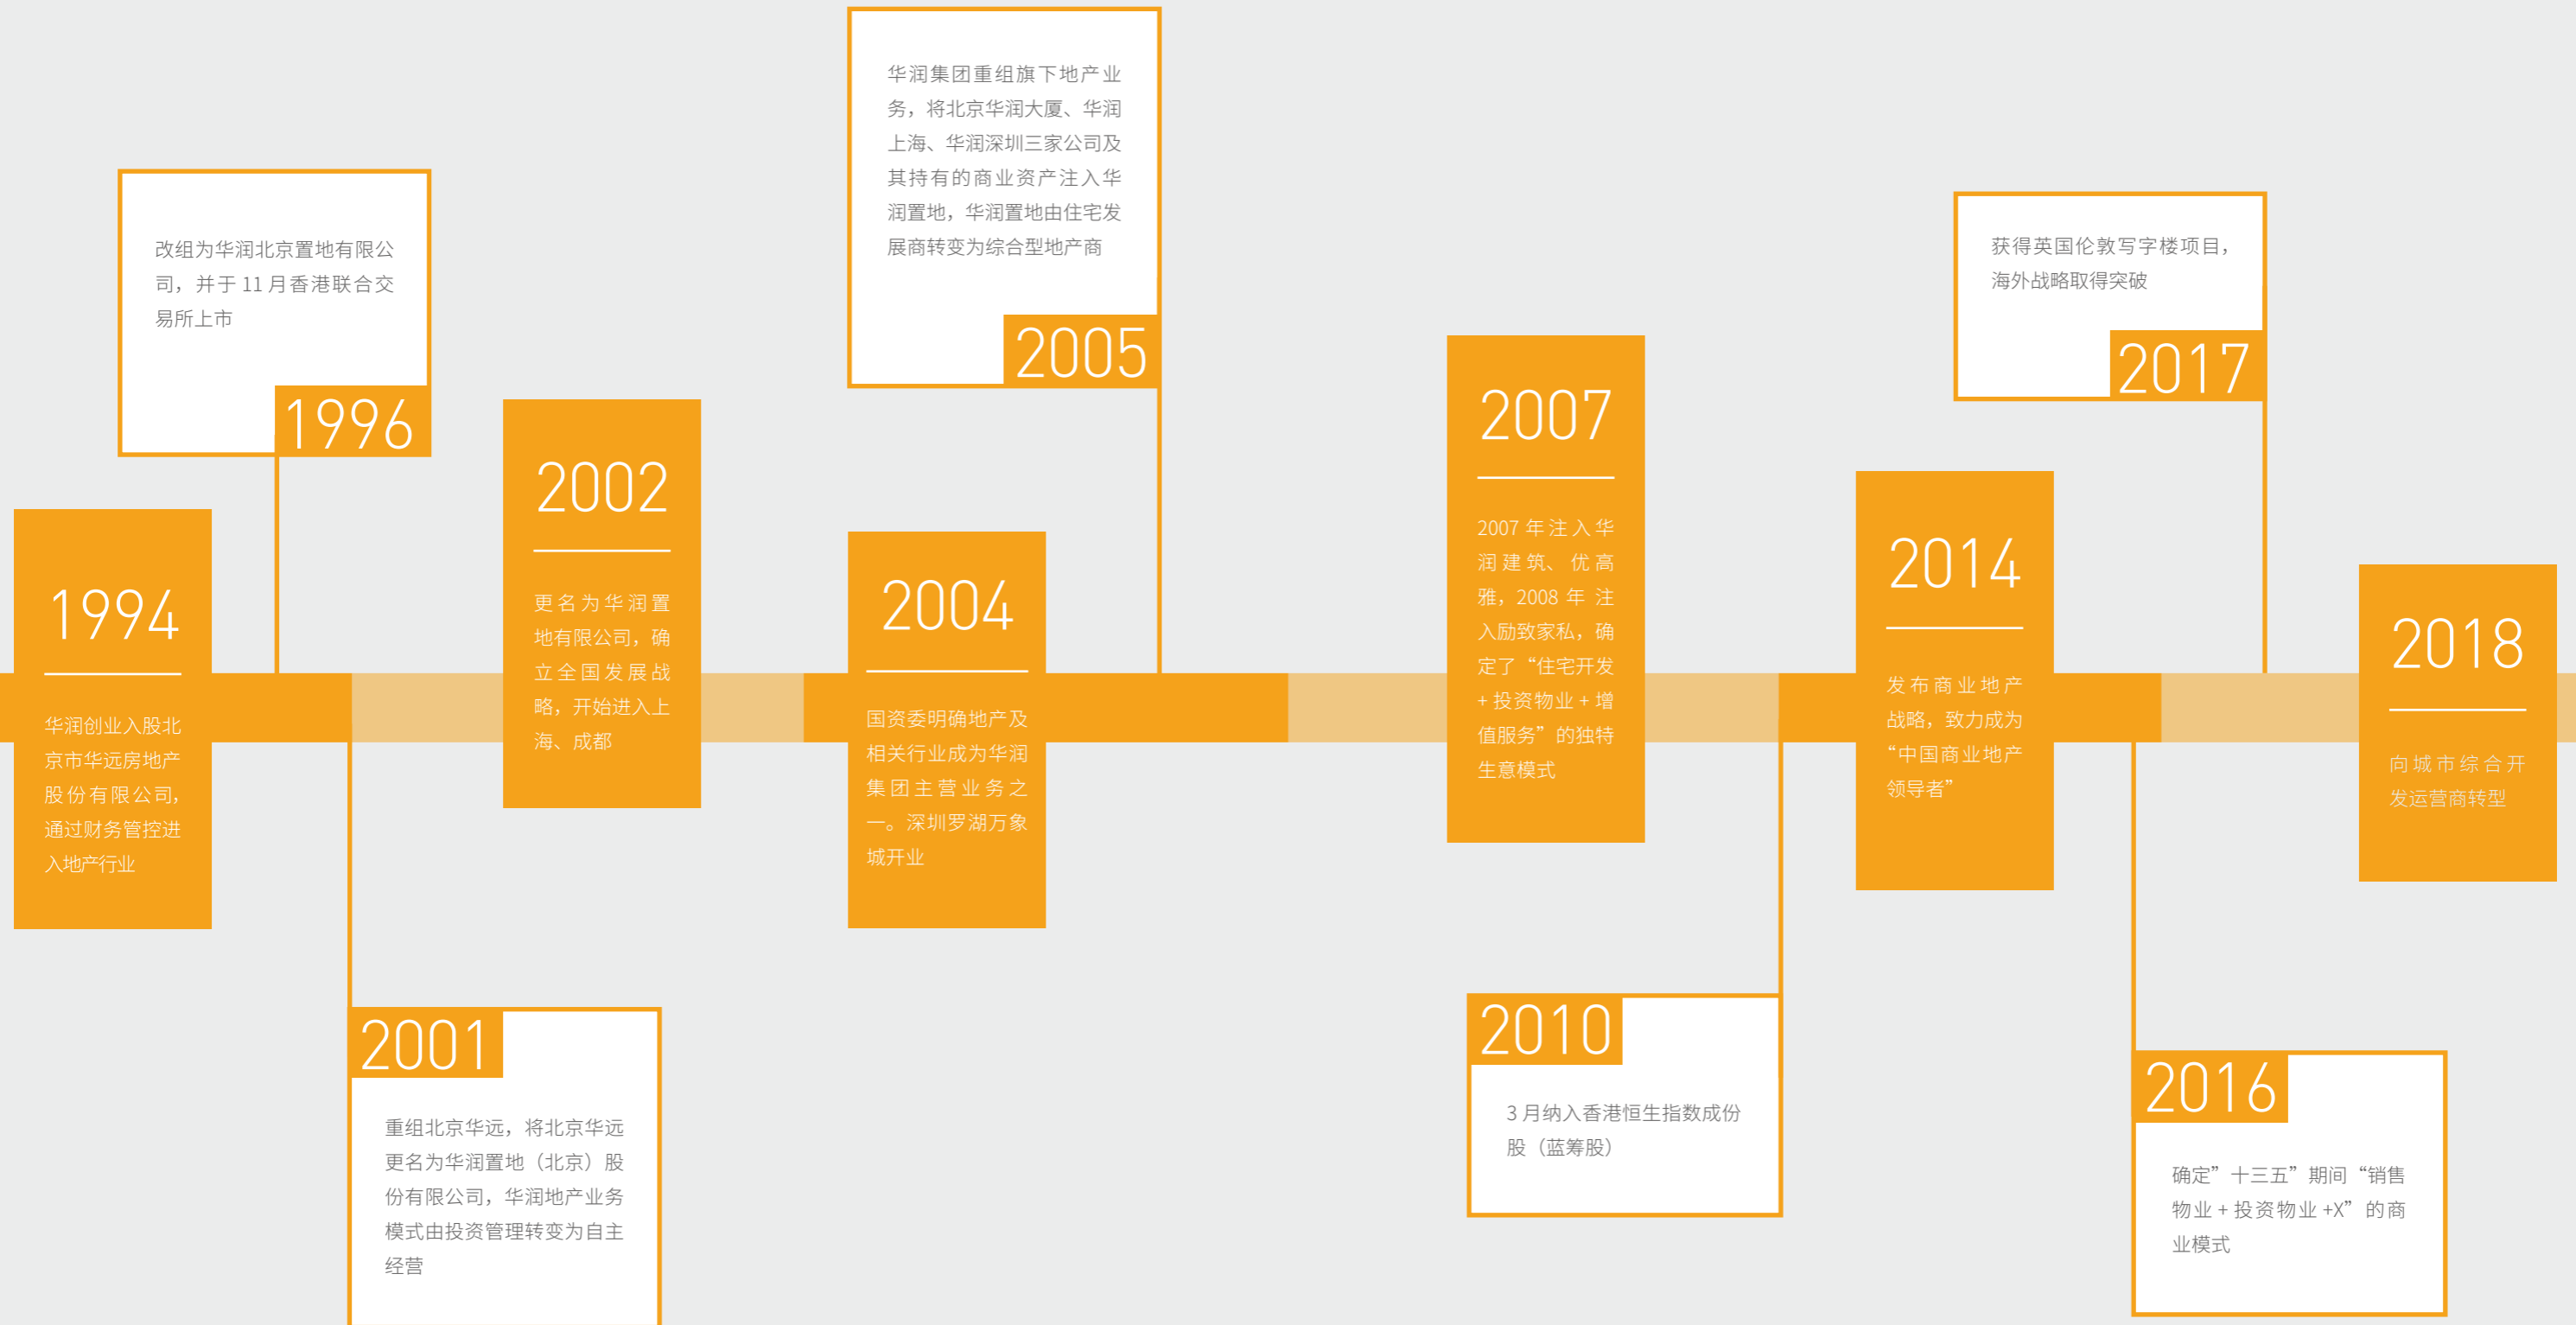 1994
华润创业入股北
京市华远房地产
股份有限公司，
通过财务管控进
入地产行业
改组为华润北京置地有限公
司，并于 11 月香港联合交
易所上市
1996
2001
重组北京华远，将北京华远
更名为华润置地（北京）股
份有限公司，华润地产业务
模式由投资管理转变为自主
经营
2002
更名为华润置
地有限公司，确
立全国发展战
略，开始进入上
海、成都
2004
国资委明确地产及
相关行业成为华润
集团主营业务之
一。深圳罗湖万象
城开业
华润集团重组旗下地产业
务，将北京华润大厦、华润
上海、华润深圳三家公司及
其持有的商业资产注入华
润置地，华润置地由住宅发
展商转变为综合型地产商
2005
2007
2007 年注入华
润建筑、优高
雅，2008 年 注
入励致家私，确
定了“住宅开发
+ 投资物业 + 增
值服务”的独特
生意模式
2010
3 月纳入香港恒生指数成份
股（蓝筹股）
2014
发布商业地产
战略，致力成为
“中国商业地产
领导者”
2016
确定”十三五”期间“销售
物业 + 投资物业 +X”的商
业模式
获得英国伦敦写字楼项目，
海外战略取得突破
2017
2018
向城市综合开
发运营商转型